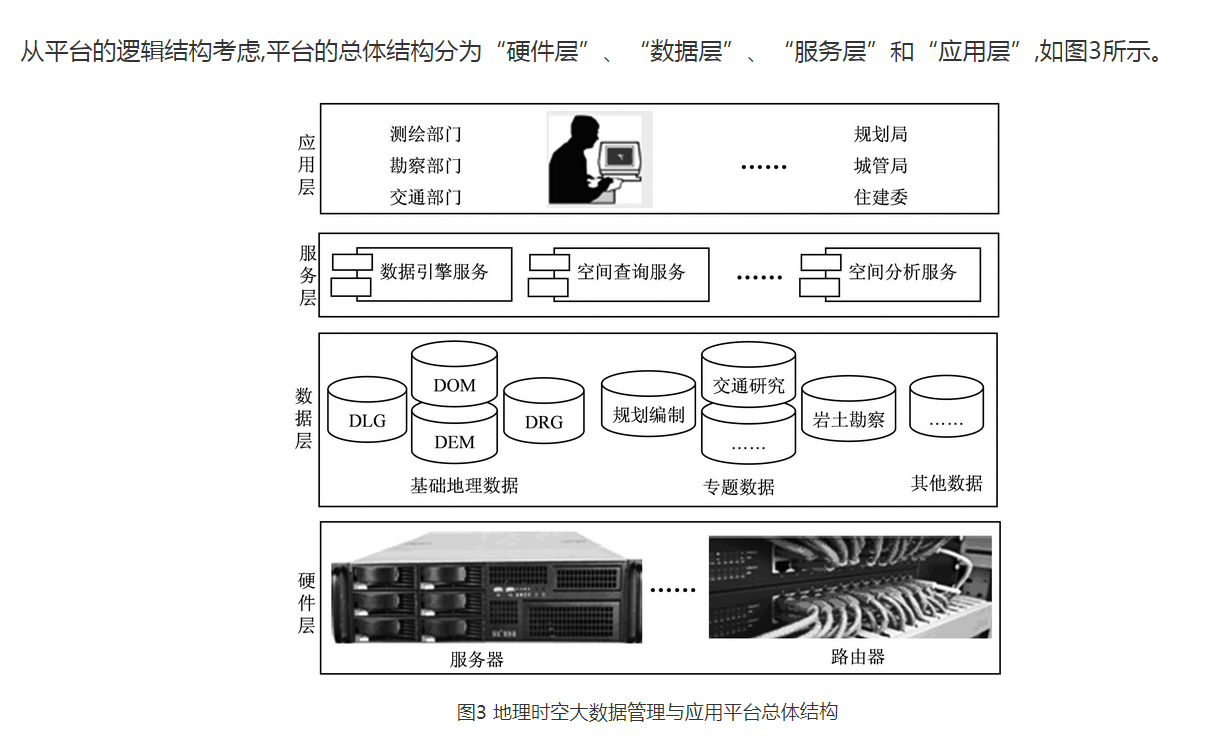 从平台的逻辑结构考虑,平台的总体结构分为“硬件层”、“数据层”、“服务层”和“应用层”,如图3所示。
应用层
测绘部门
勘察部门
交通部门
……
规划局
城管局
住建委
服务层
数据引擎服务
空间查询服务
……
空间分析服务
数据层
DLG
DOM
DEM
DRG
基础地理数据
规划编制
交通研究
……
岩土勘察
专题数据
……
其他数据
硬件层
服务器
……
路由器
图3 地理时空大数据管理与应用平台总体结构